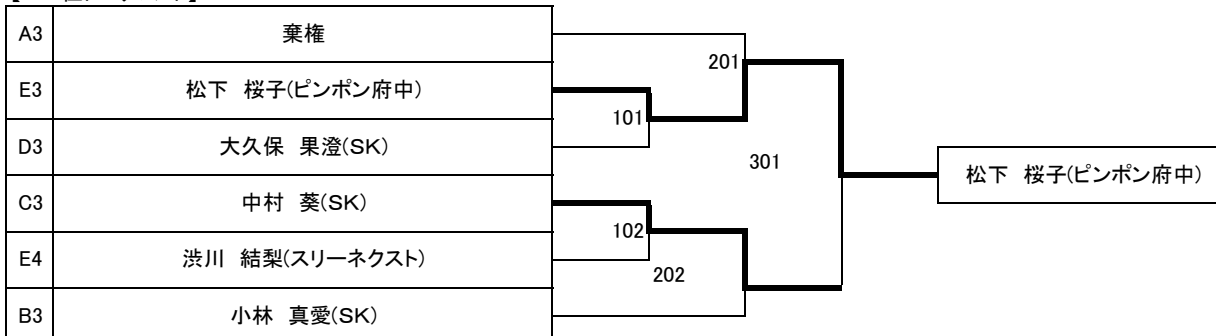 A3 棄権
201
E3 松下 桜子(ピンポン府中)
101
D3 大久保 果澄(SK)
301
松下 桜子(ピンポン府中)
C3 中村 葵(SK)
102
E4 渋川 結梨(スリーネクスト)
202
B3 小林 真愛(SK)